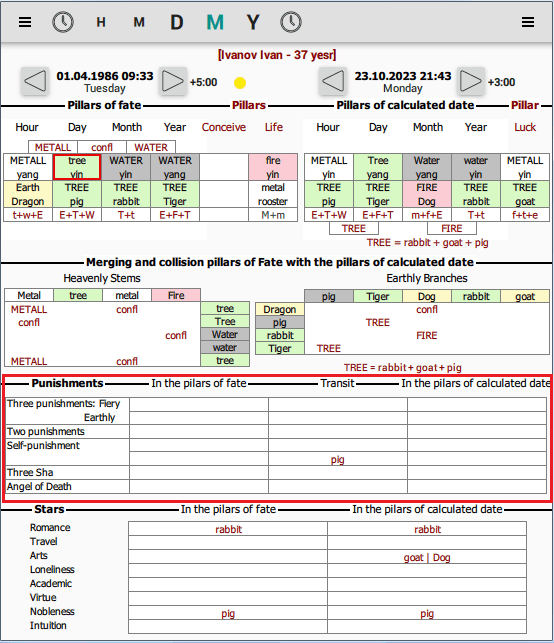 H M D M Y
[Ivanov Ivan - 37 yesr]
01.04.1986 09:33 +5:00 23.10.2023 21:43 +3:00
Tuesday Monday
Pillars of fate Pillars Pillars of calculated date Pillar
Hour Day Month Year Conceive Life Hour Day Month Year Luck
METALL confl WATER
METALL tree WATER WATER fire METALL Tree Water water METALL
yang yin yin yang yin yin yang yang yin yin
Earth TREE TREE TREE metal TREE TREE FIRE TREE TREE
Dragon pig rabbit Tiger rooster pig Tiger Dog rabbit goat
t+w+E E+T+W T+t E+F+T M+m E+T+W E+F+T m+f+E T+t f+t+e
TREE FIRE
TREE = rabbit + goat + pig
Merging and collision pillars of Fate with the pillars of calculated date
Heavenly Stems Earthly Branches
Metal tree metal Fire pig Tiger Dog rabbit goat
METALL confl tree Dragon confl
confl Tree pig TREE
confl Water rabbit FIRE
water Tiger TREE
METALL confl tree
TREE = rabbit + goat + pig
Punishments In the pilars of fate Transit In the pilars of calculated date
Three punishments: Fiery
Earthly
Two punishments
Self-punishment
pig
Three Sha
Angel of Death
Stars In the pilars of fate In the pilars of calculated date
Romance rabbit rabbit
Travel
Arts goat | Dog
Loneliness
Academic
Virtue
Nobleness pig pig
Intuition